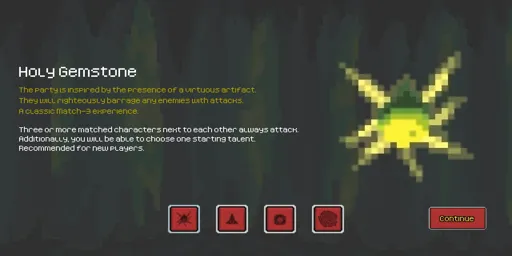 Holy Gemstone
The party is inspired by the presence of a virtuous artifact.
They will righteously barrage any enemies with attacks.
A classic Match-3 experience.
Three or more matched characters next to each other always attack.
Additionally, you will be able to choose one starting talent.
Recommended for new players.
Continue